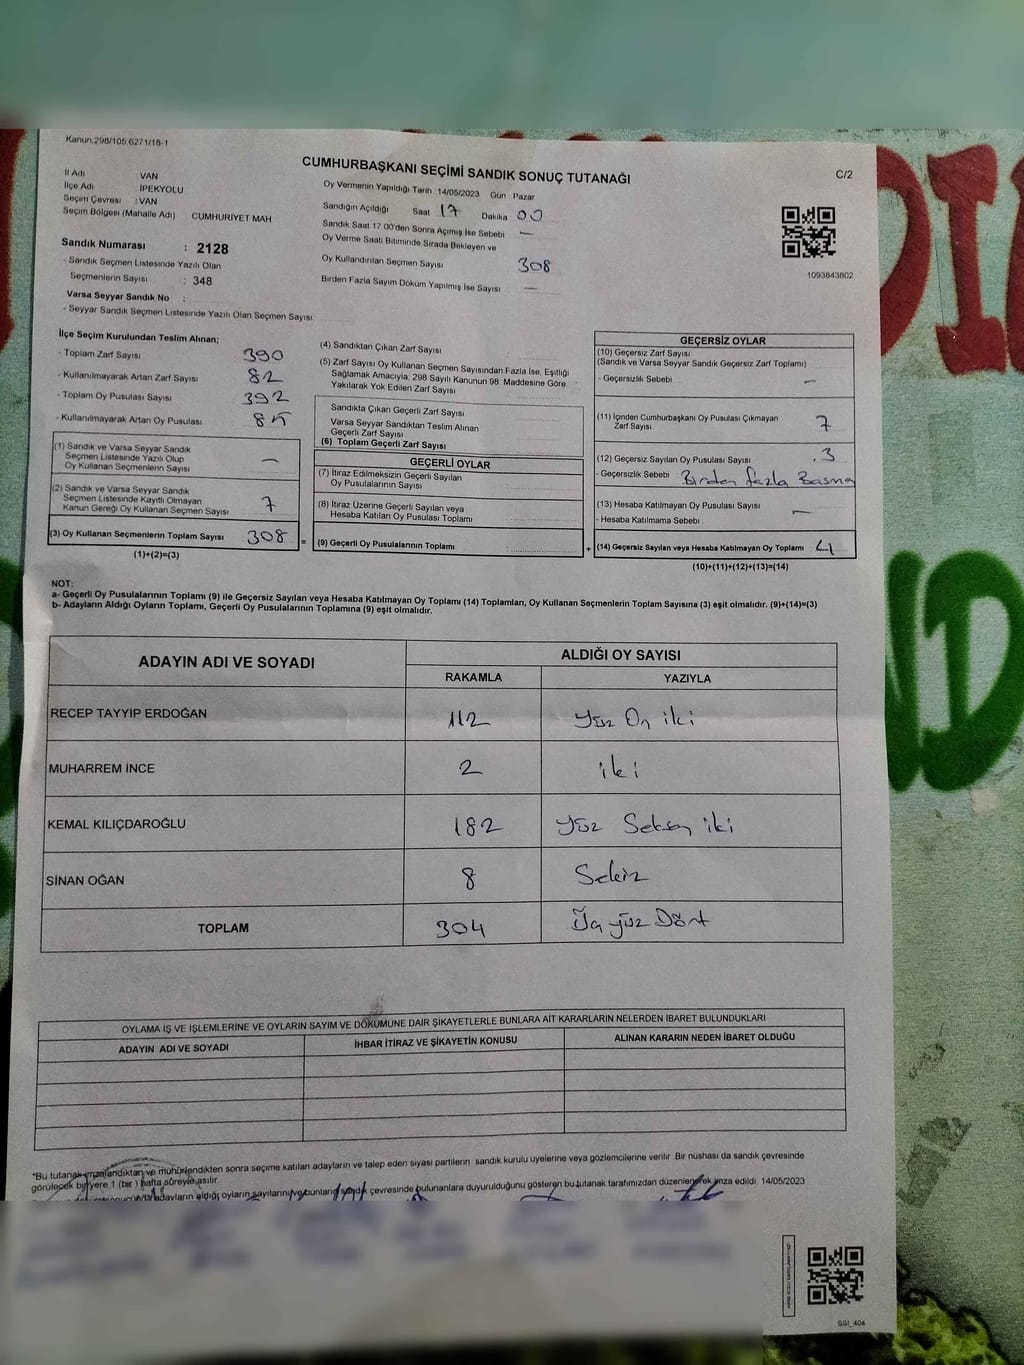 Kanun 298/105 6271/18-1
CUMHURBAŞKANI SEÇİMİ SANDIK SONUÇ TUTANAĞI
C/2
İl Adı VAN
İlçe Adı İPEKYOLU
Seçim Çevresi : VAN
Seçim Bölgesi (Mahalle Adı) CUMHURİYET MAH
Sandık Numarası : 2128
- Sandık Seçmen Listesinde Yazılı Olan
Seçmenlerin Sayısı : 348
Varsa Seyyar Sandık No :
- Seyyar Sandık Seçmen Listesinde Yazılı Olan Seçmen Sayısı
Oy Vermenin Yapıldığı Tarih 14/05/2023 Gün Pazar
Sandığın Açıldığı Saat 17 Dakika 00
Sandık Saat 17 00'den Sonra Açımış İse Sebebi —
Oy Verme Saati Bitiminde Sırada Bekleyen ve
Oy Kullandırılan Seçmen Sayısı 308
Birden Fazla Sayım Döküm Yapılmış İse Sayısı —
1093843802
İlçe Seçim Kurulundan Teslim Alınan;
- Toplam Zarf Sayısı 390
- Kullanılmayarak Artan Zarf Sayısı 82
- Toplam Oy Pusulası Sayısı 392
- Kullanılmayarak Artan Oy Pusulası 85
(1) Sandık ve Varsa Seyyar Sandık
Seçmen Listesinde Yazılı Olup
Oy Kullanan Seçmenlerin Sayısı —
(2) Sandık ve Varsa Seyyar Sandık
Seçmen Listesinde Kayıtlı Olmayan
Kanun Gereği Oy Kullanan Seçmen Sayısı 7
(3) Oy Kullanan Seçmenlerin Toplam Sayısı 308
(1)+(2)=(3)
=
(4) Sandıktan Çıkan Zarf Sayısı
(5) Zarf Sayısı Oy Kullanan Seçmen Sayısından Fazla İse, Eşitliği
Sağlamak Amacıyla, 298 Sayılı Kanunun 98. Maddesine Göre
Yakılarak Yok Edilen Zarf Sayısı
Sandıkta Çıkan Geçerli Zarf Sayısı
Varsa Seyyar Sandıktan Teslim Alınan
Geçerli Zarf Sayısı
(6) Toplam Geçerli Zarf Sayısı
GEÇERLİ OYLAR
(7) İtiraz Edilmeksizin Geçerli Sayılan
Oy Pusulalarının Sayısı
(8) İtiraz Üzerine Geçerli Sayılan veya
Hesaba Katılan Oy Pusulası Toplamı
(9) Geçerli Oy Pusulalarının Toplamı
+
GEÇERSİZ OYLAR
(10) Geçersiz Zarf Sayısı
(Sandık ve Varsa Seyyar Sandık Geçersiz Zarf Toplamı)
- Geçersizlik Sebebi —
(11) İçinden Cumhurbaşkanı Oy Pusulası Çıkmayan
Zarf Sayısı 7
(12) Geçersiz Sayılan Oy Pusulası Sayısı 3
- Geçersizlik Sebebi Birden fazla Basma
(13) Hesaba Katılmayan Oy Pusulası Sayısı —
- Hesaba Katılmama Sebebi
(14) Geçersiz Sayılan veya Hesaba Katılmayan Oy Toplamı 4
(10)+(11)+(12)+(13)=(14)
NOT:
a- Geçerli Oy Pusulalarının Toplamı (9) ile Geçersiz Sayılan veya Hesaba Katılmayan Oy Toplamı (14) Toplamları, Oy Kullanan Seçmenlerin Toplam Sayısına (3) eşit olmalıdır. (9)+(14)=(3)
b- Adayların Aldığı Oyların Toplamı, Geçerli Oy Pusulalarının Toplamına (9) eşit olmalıdır.
ADAYIN ADI VE SOYADI ALDIĞI OY SAYISI
RAKAMLA YAZIYLA
RECEP TAYYIP ERDOĞAN 112 Yüz On iki
MUHARREM İNCE 2 iki
KEMAL KILIÇDAROĞLU 182 Yüz Seksen iki
SİNAN OĞAN 8 Sekiz
TOPLAM 304 Üç yüz Dört
OYLAMA İŞ VE İŞLEMLERİNE VE OYLARIN SAYIM VE DÖKÜMÜNE DAİR ŞİKAYETLERLE BUNLARA AİT KARARLARIN NELERDEN İBARET BULUNDUKLARI
ADAYIN ADI VE SOYADI İHBAR İTİRAZ VE ŞİKAYETİN KONUSU ALINAN KARARIN NEDEN İBARET OLDUĞU
*Bu tutanak imzalandıktan ve mühürlendikten sonra seçime katılan adayların ve talep eden siyasi partilerin sandık kurulu üyelerine veya gözlemcilerine verilir. Bir nüshası da sandık çevresinde
görülecek bir yere 1 (bir ) hafta süreyle asılır.
adayların aldığı oyların sayılarını ve bunların sandık çevresinde bulunanlara duyurulduğunu gösteren bu tutanak tarafımızdan düzenlenerek imza edildi. 14/05/2023
SSI_404